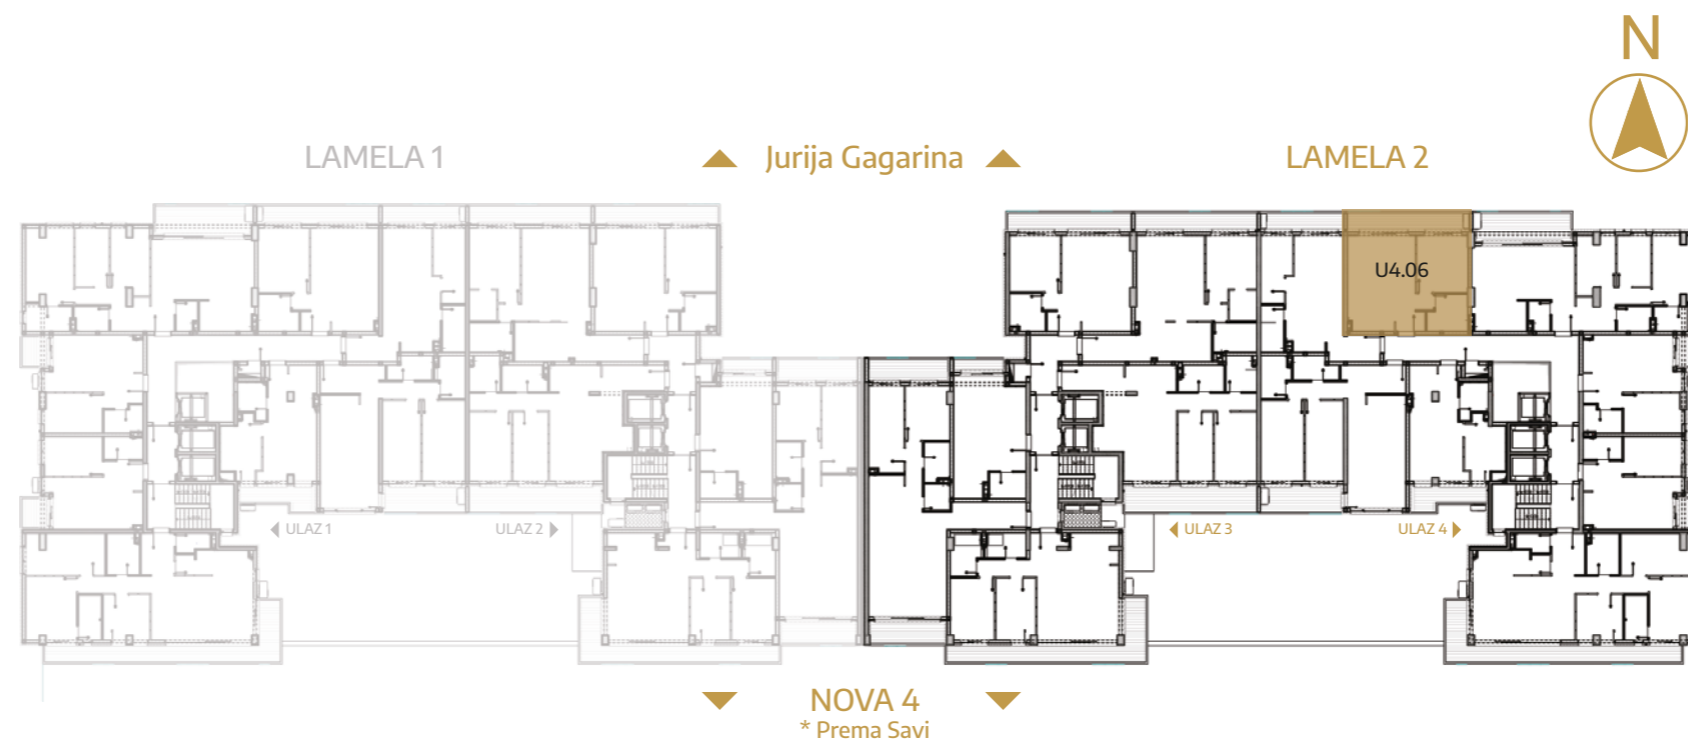 N
LAMELA 1
Jurija Gagarina
LAMELA 2
U4.06
ULAZ 1
ULAZ 2
ULAZ 3
ULAZ 4
NOVA 4
* Prema Savi